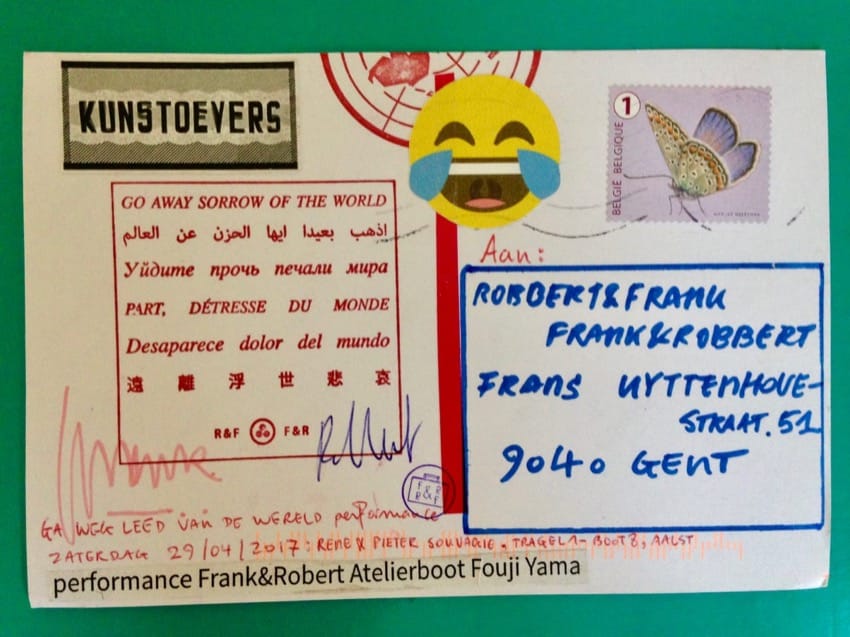 KUNSTOEVERS
1
BELGIË BELGIQUE
GO AWAY SORROW OF THE WORLD
اذهب بعيدا ايها الحزن عن العالم
Уйдите прочь печали мира
PART, DÉTRESSE DU MONDE
Desaparece dolor del mundo
遠離浮世悲哀
R&F F&R
Aan:
ROBBERT&FRANK
FRANK&ROBBERT
FRANS UYTTENHOVE-
STRAAT. 51
9040 GENT
GA WEG LEED VAN DE WERELD performance
ZATERDAG 29/04/2017: RENE & PIETER SOUVAGIE, TRAGEL 1-BOOT 8, AALST
performance Frank&Robert Atelierboot Fouji Yama